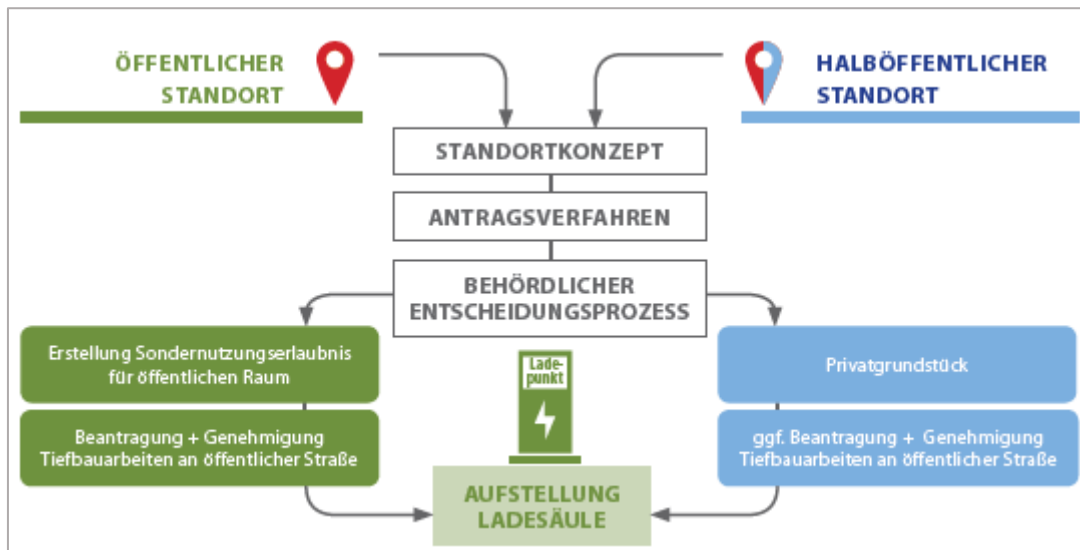 ÖFFENTLICHER
STANDORT
HALBÖFFENTLICHER
STANDORT
STANDORTKONZEPT
ANTRAGSVERFAHREN
BEHÖRDLICHER
ENTSCHEIDUNGSPROZESS
Erstellung Sondernutzungserlaubnis
für öffentlichen Raum
Lade-
punkt
Privatgrundstück
Beantragung + Genehmigung
Tiefbauarbeiten an öffentlicher Straße
ggf. Beantragung + Genehmigung
Tiefbauarbeiten an öffentlicher Straße
AUFSTELLUNG
LADESÄULE